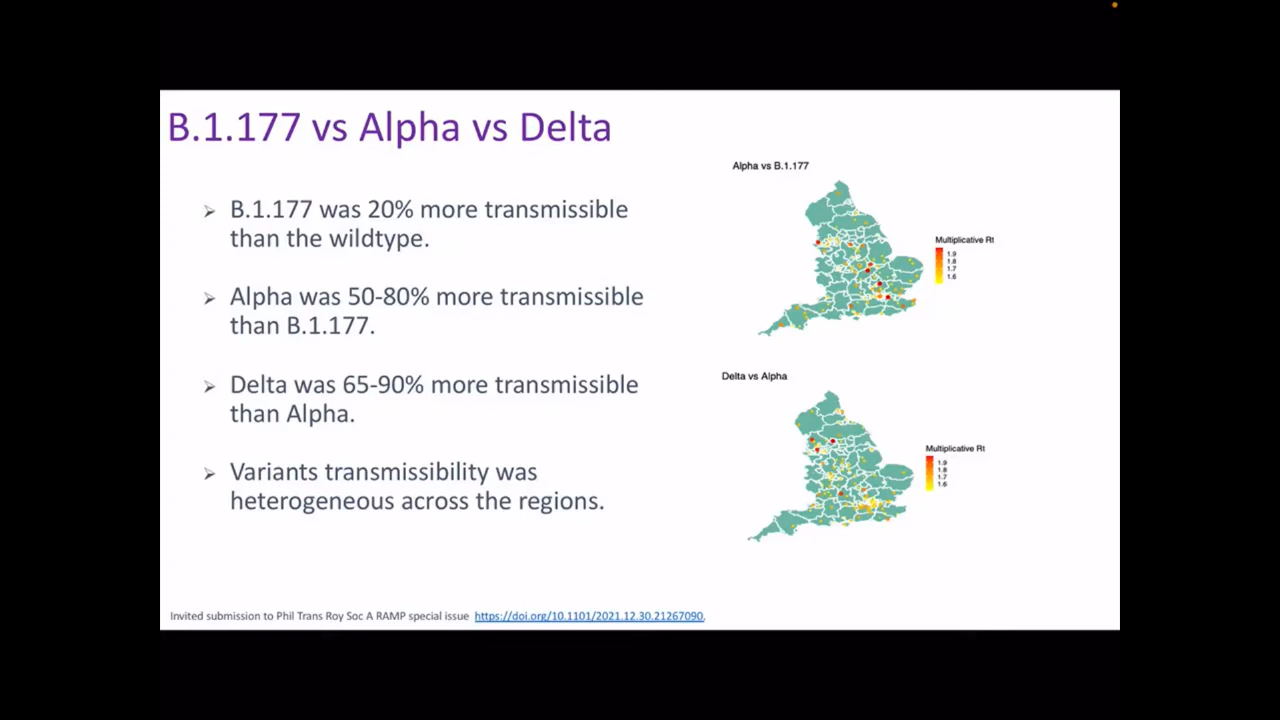 B.1.177 vs Alpha vs Delta
B.1.177 was 20% more transmissible
than the wildtype.
Alpha was 50-80% more transmissible
than B.1.177.
Delta was 65-90% more transmissible
than Alpha.
Variants transmissibility was
heterogeneous across the regions.
Alpha vs B.1.177
Multiplicative Rt
1.9
1.8
1.7
1.6
Delta vs Alpha
Multiplicative Rt
1.9
1.8
1.7
1.6
Invited submission to Phil Trans Roy Soc A RAMP special issue https://doi.org/10.1101/2021.12.30.21267090.